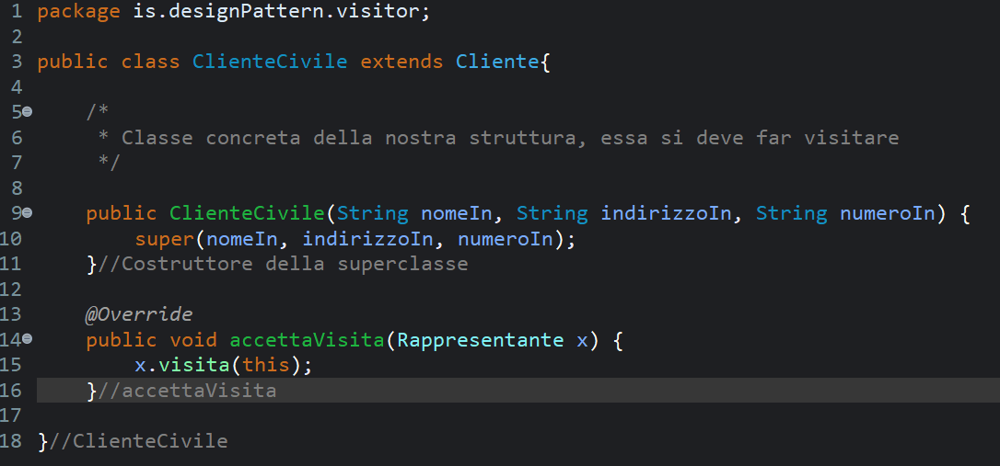 1 package is.designPattern.visitor;
2
3 public class ClienteCivile extends Cliente{
4
5 /*
6 * Classe concreta della nostra struttura, essa si deve far visitare
7 */
8
9 public ClienteCivile(String nomeIn, String indirizzoIn, String numeroIn) {
10 super(nomeIn, indirizzoIn, numeroIn);
11 }//Costruttore della superclasse
12
13 @Override
14 public void accettaVisita(Rappresentante x) {
15 x.visita(this);
16 }//accettaVisita
17
18 }//ClienteCivile